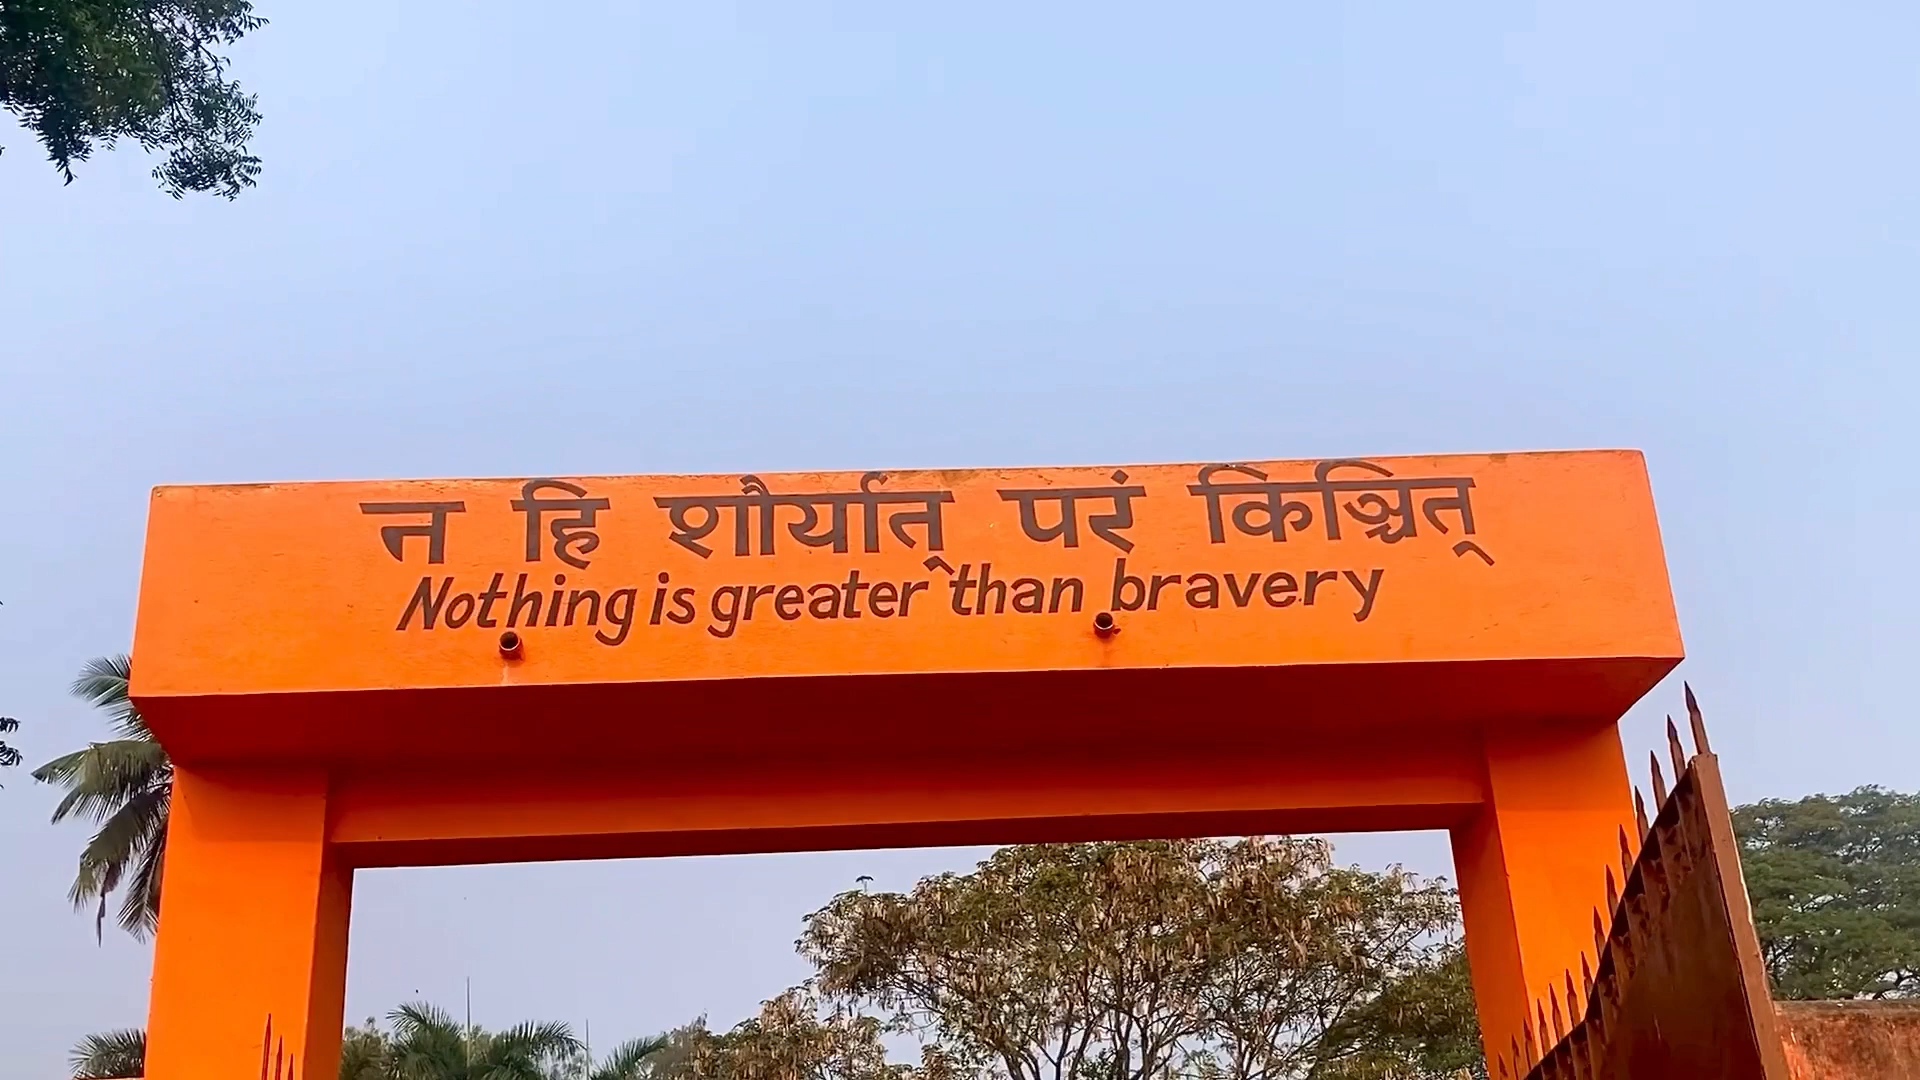 न हि शौर्यात् परं किञ्चित्
Nothing is greater than bravery